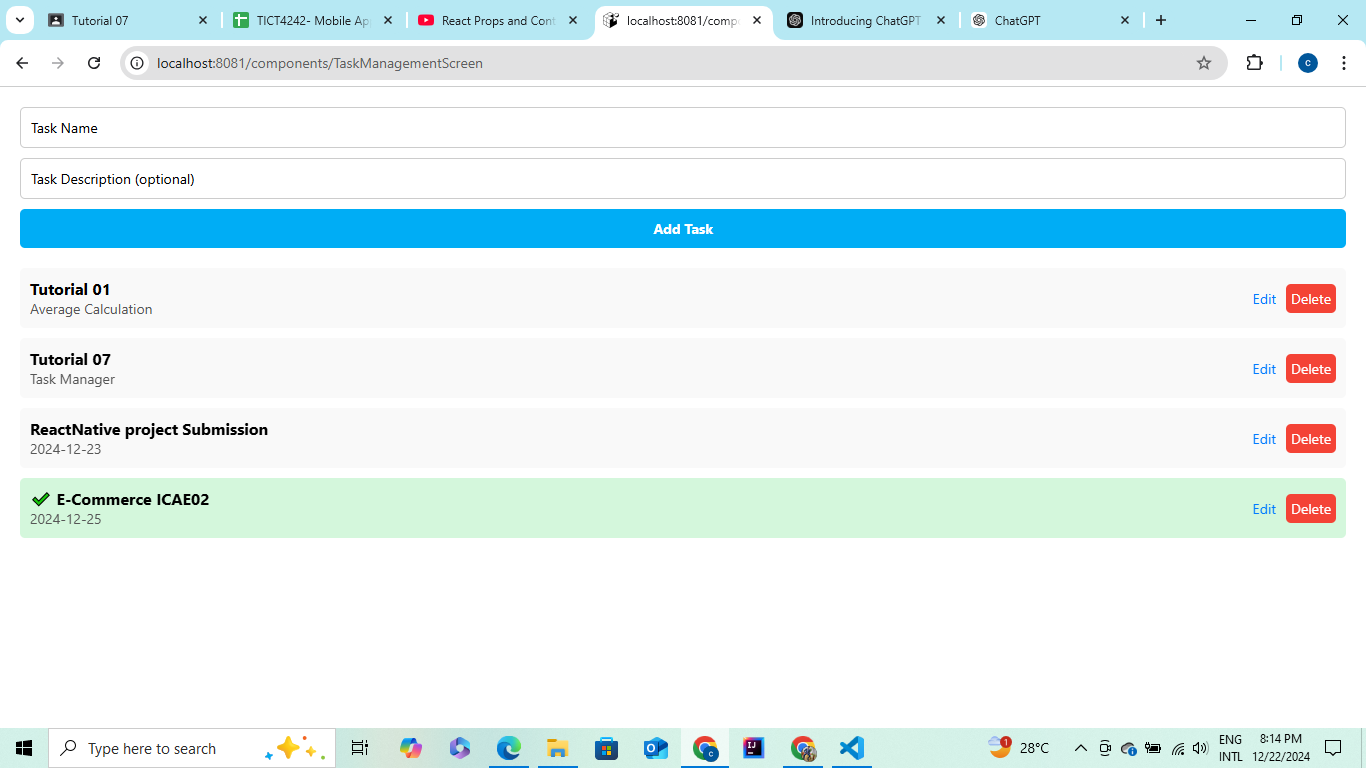 Tutorial 07
TICT4242- Mobile Ap
React Props and Cont
localhost:8081/comp
Introducing ChatGPT
ChatGPT
localhost:8081/components/TaskManagementScreen
c
Task Name
Task Description (optional)
Add Task
Tutorial 01
Average Calculation
Edit
Delete
Tutorial 07
Task Manager
Edit
Delete
ReactNative project Submission
2024-12-23
Edit
Delete
E-Commerce ICAE02
2024-12-25
Edit
Delete
Type here to search
1
28°C
ENG
INTL
8:14 PM
12/22/2024